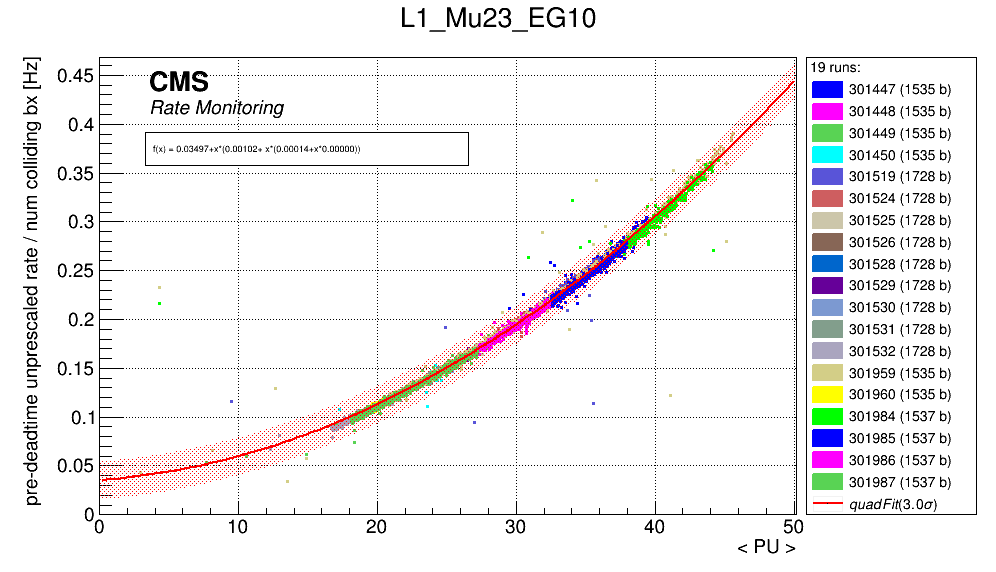 L1_Mu23_EG10
pre-deadtime unprescaled rate / num colliding bx [Hz]
0.45
0.4
0.35
0.3
0.25
0.2
0.15
0.1
0.05
0
CMS
Rate Monitoring
f(x) = 0.03497+x*(0.00102+ x*(0.00014+x*0.00000))
0
10
20
30
40
50
< PU >
19 runs:
301447 (1535 b)
301448 (1535 b)
301449 (1535 b)
301450 (1535 b)
301519 (1728 b)
301524 (1728 b)
301525 (1728 b)
301526 (1728 b)
301528 (1728 b)
301529 (1728 b)
301530 (1728 b)
301531 (1728 b)
301532 (1728 b)
301959 (1535 b)
301960 (1535 b)
301984 (1537 b)
301985 (1537 b)
301986 (1537 b)
301987 (1537 b)
quadFit(3.0σ)